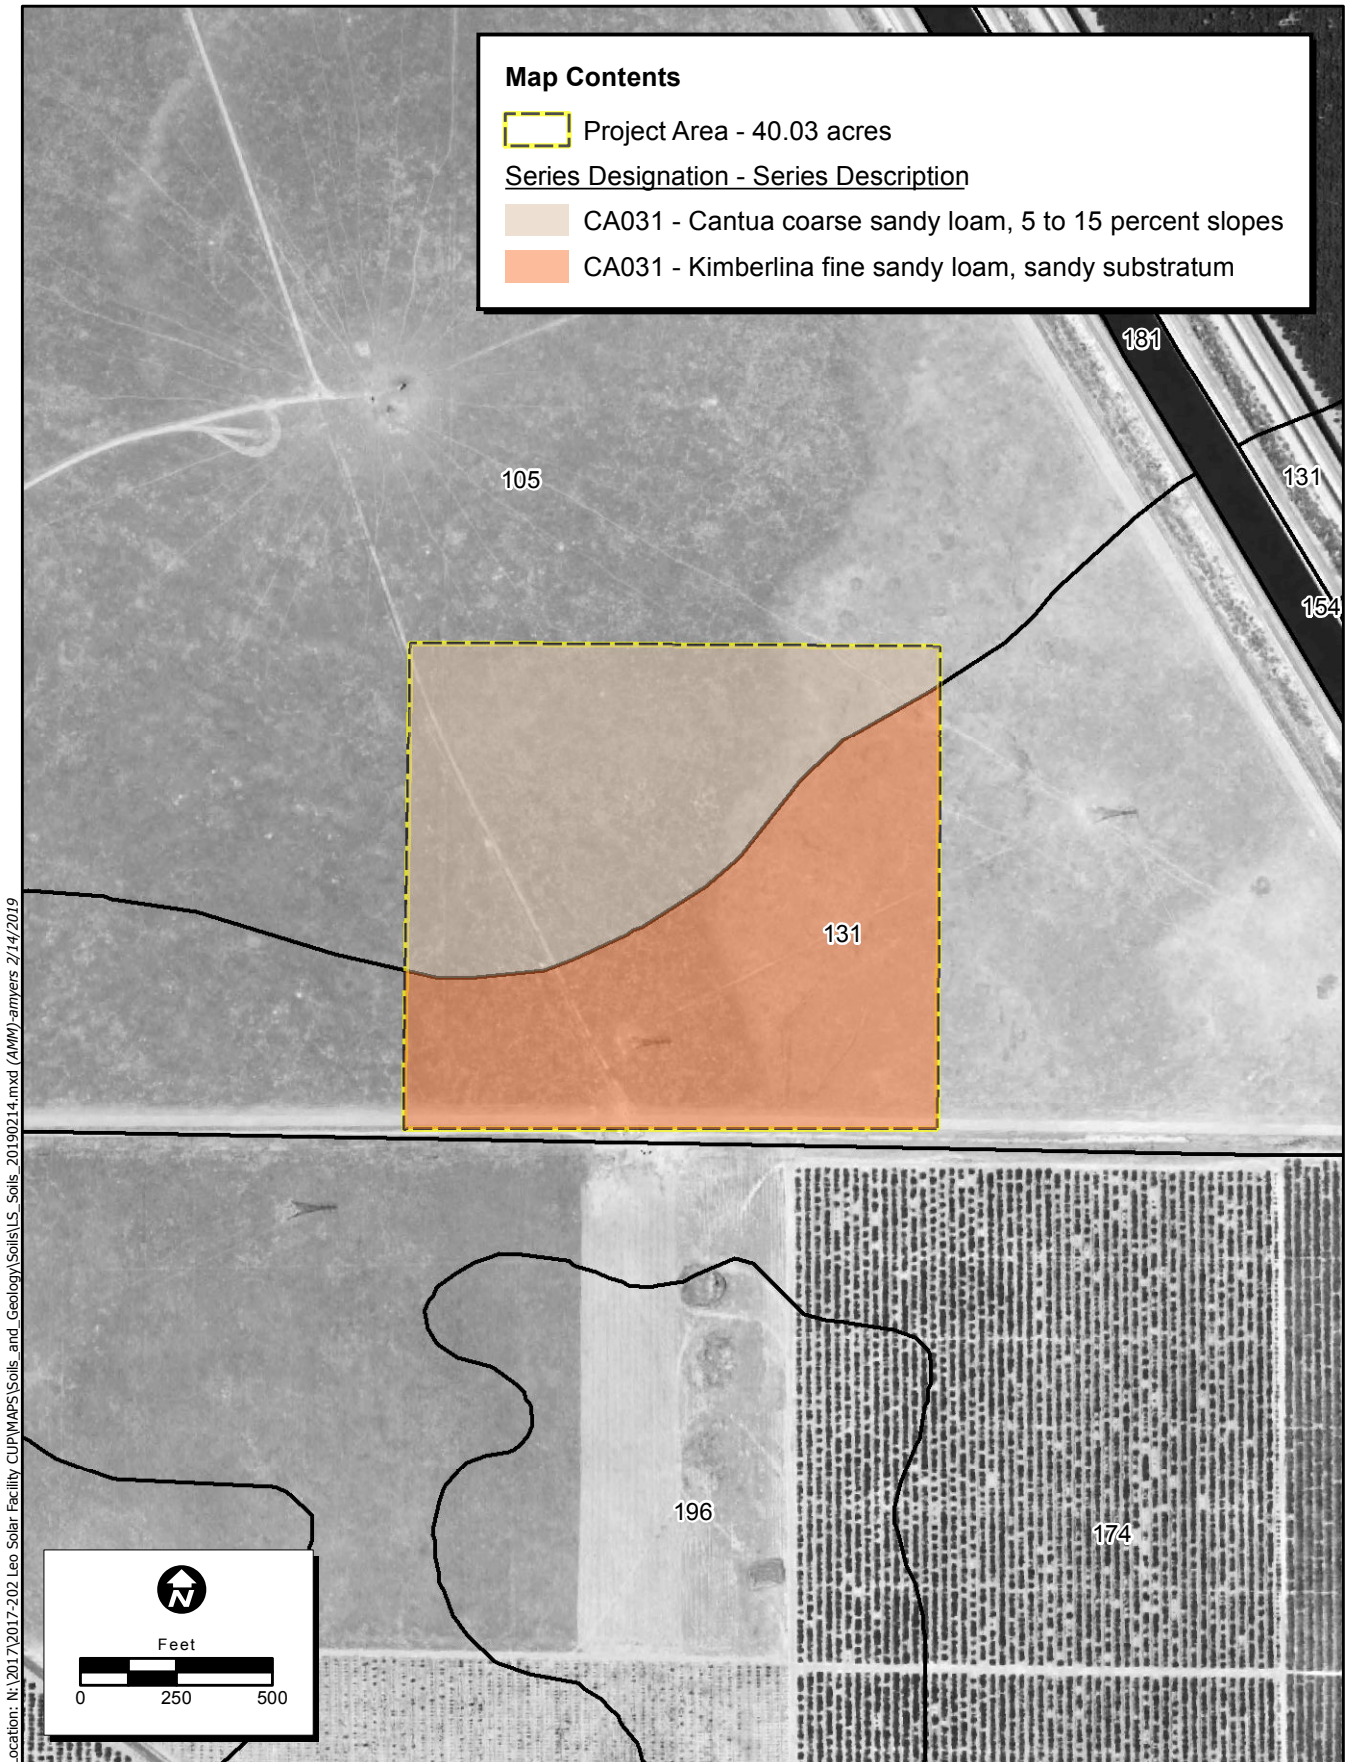 Map Contents
Project Area - 40.03 acres
Series Designation - Series Description
CA031 - Cantua coarse sandy loam, 5 to 15 percent slopes
CA031 - Kimberlina fine sandy loam, sandy substratum
181
105
131
154
131
196
174
N
Feet
0 250 500
ocation: N:\2017\2017-202 Leo Solar Facility CUP\MAPS\Soils_and_Geology\Soils\LS_Soils_20190214.mxd (AMM)-amyers 2/14/2019